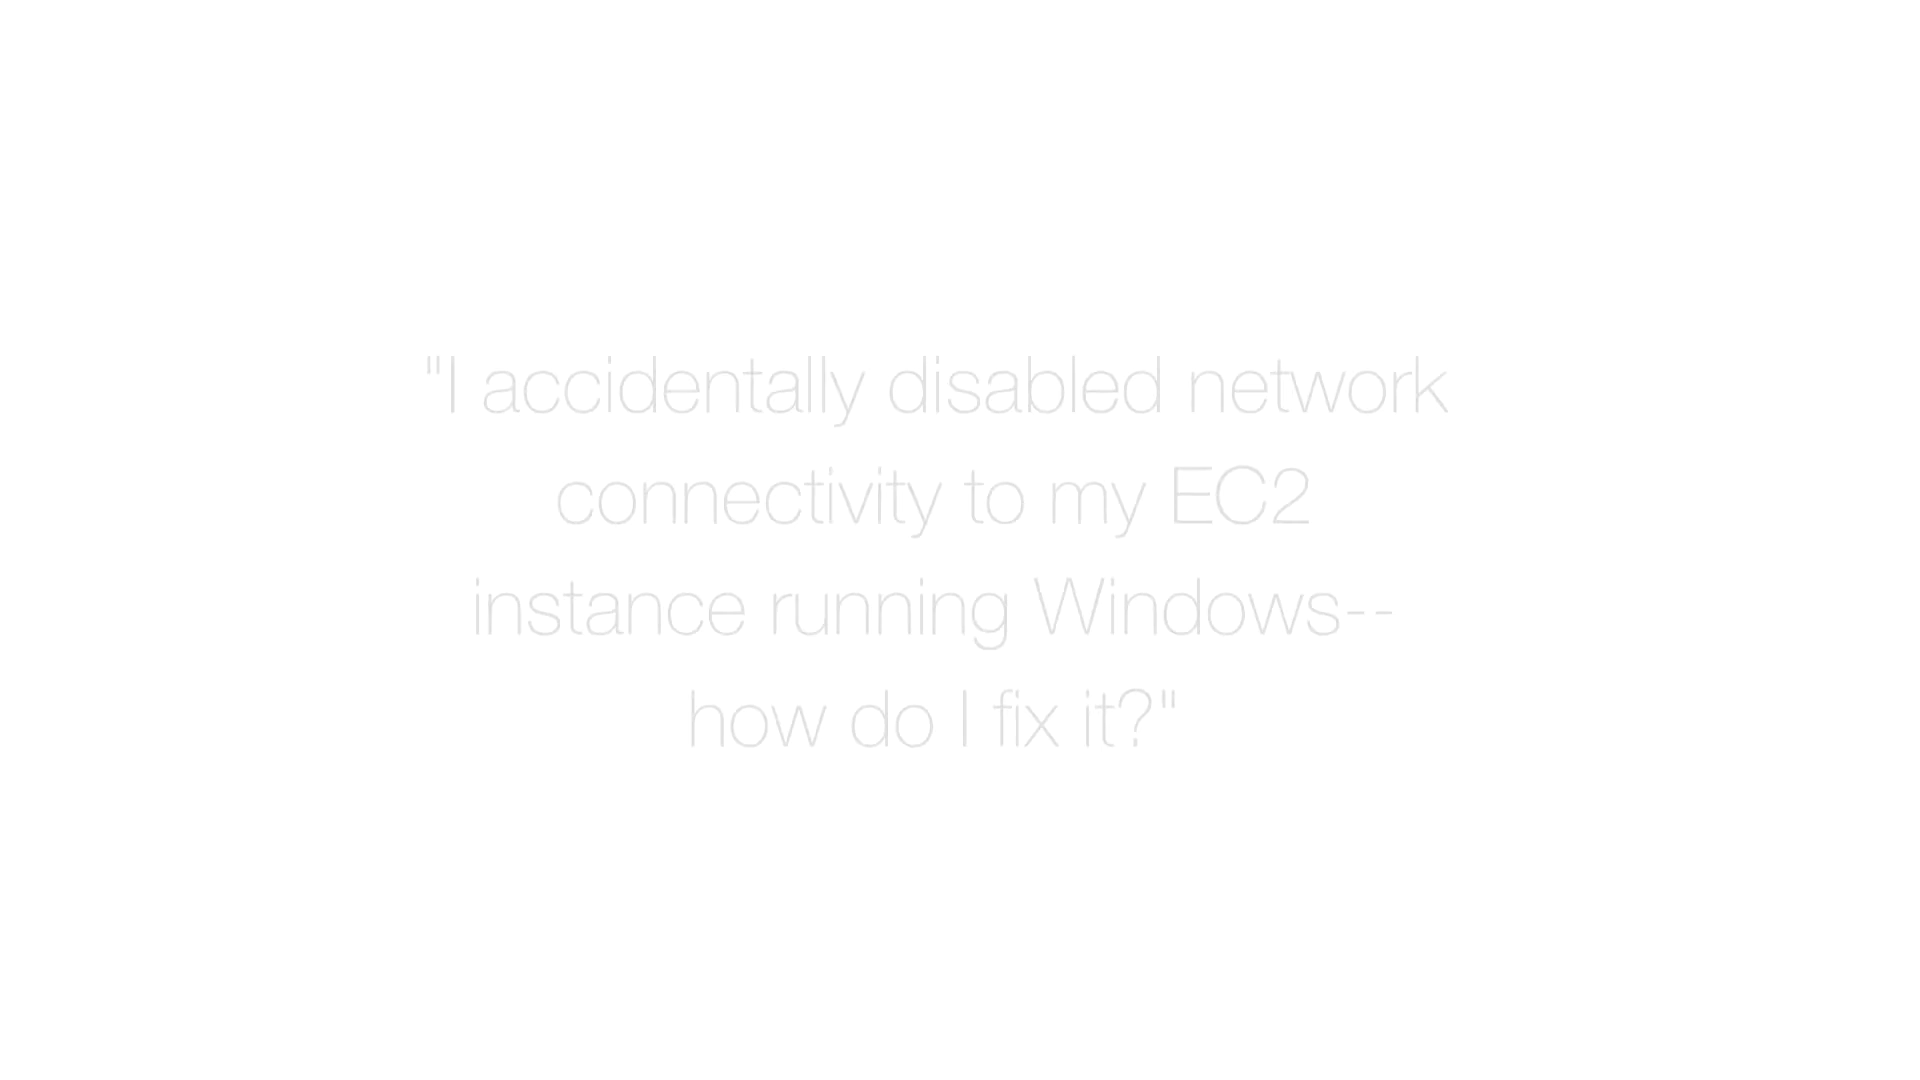 "I accidentally disabled network
connectivity to my EC2
instance running Windows--
how do I fix it?"